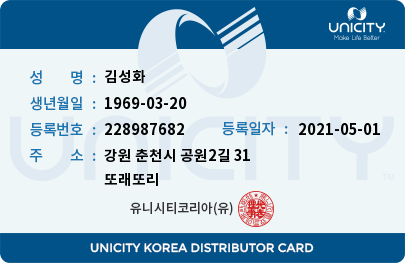 UNICITY
Make Life Better
성 명 : 김성화
생년월일 : 1969-03-20
등록번호 : 228987682 등록일자 : 2021-05-01
주 소 : 강원 춘천시 공원2길 31
또래또리
유니시티코리아(유)
UNICITY
UNICITY KOREA DISTRIBUTOR CARD